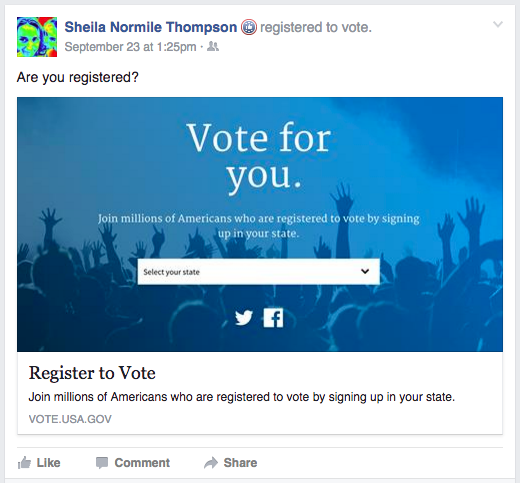 Sheila Normile Thompson registered to vote.
September 23 at 1:25pm ·
Are you registered?
Vote for
you.
Join millions of Americans who are registered to vote by signing
up in your state.
Select your state
Register to Vote
Join millions of Americans who are registered to vote by signing up in your state.
VOTE.USA.GOV
Like Comment Share